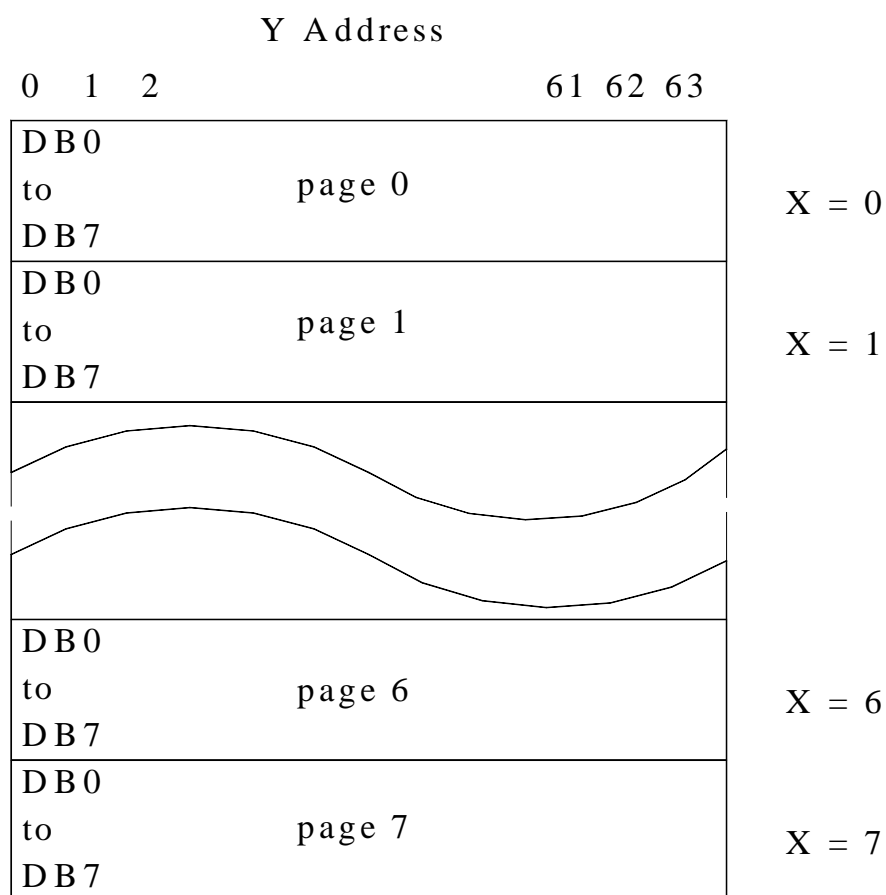 Y Address
0 1 2 61 62 63
DB0
to
DB7
page 0
X = 0
DB0
to
DB7
page 1
X = 1
DB0
to
DB7
page 6
X = 6
DB0
to
DB7
page 7
X = 7